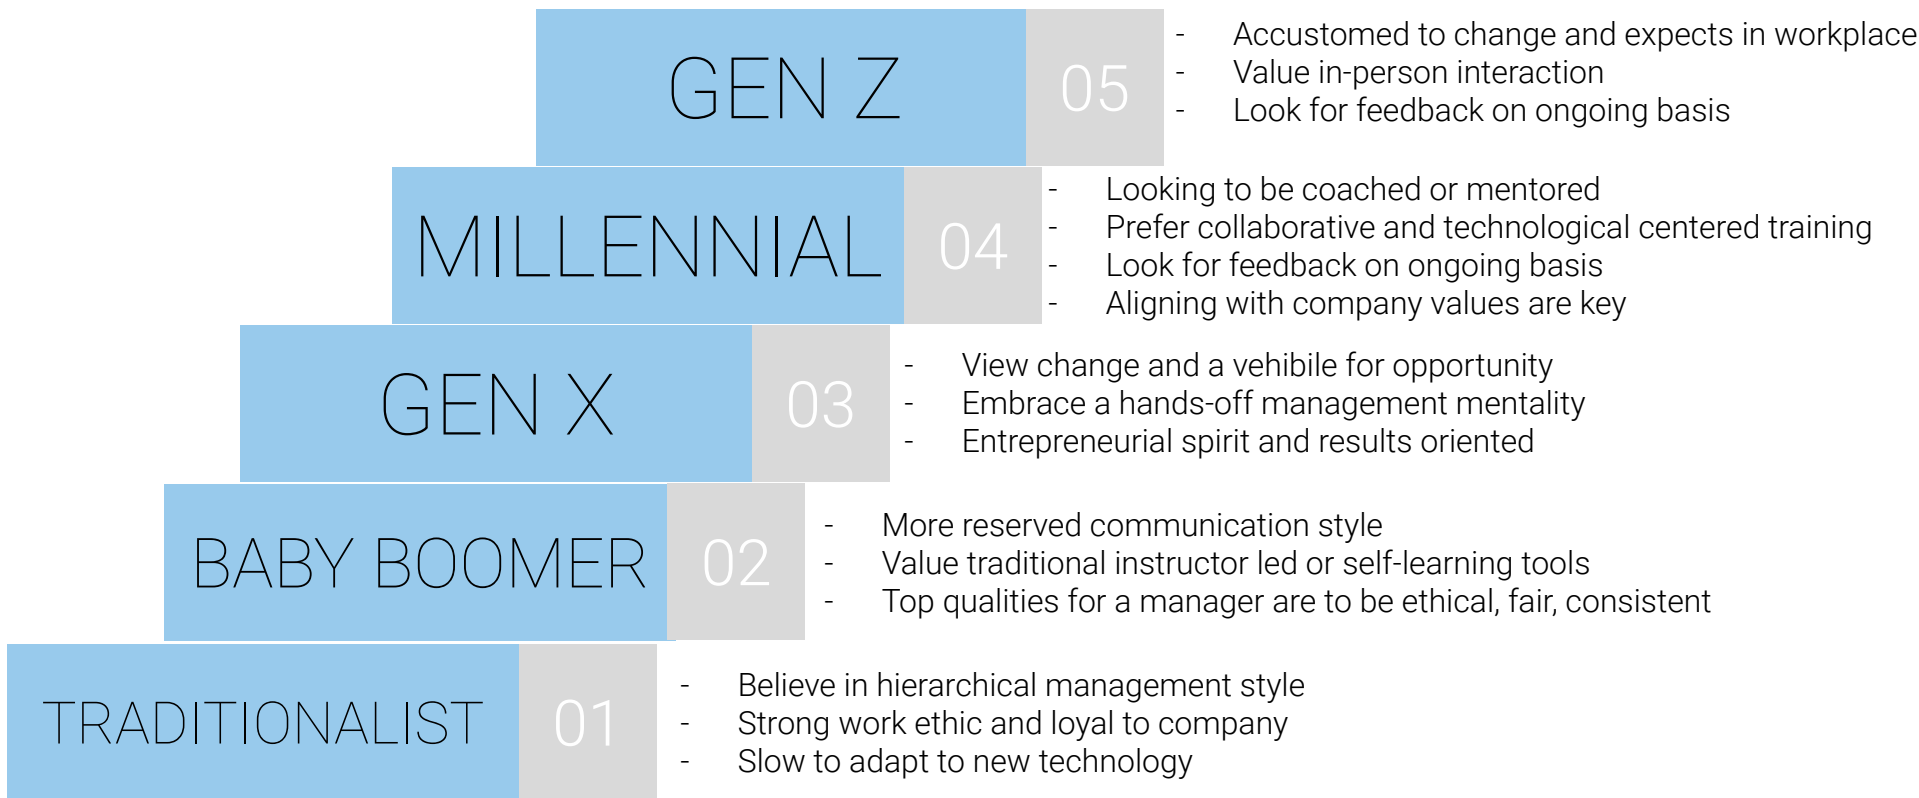 GEN Z
05
- Accustomed to change and expects in workplace
- Value in-person interaction
- Look for feedback on ongoing basis
MILLENNIAL
04
- Looking to be coached or mentored
- Prefer collaborative and technological centered training
- Look for feedback on ongoing basis
- Aligning with company values are key
GEN X
03
- View change and a vehibile for opportunity
- Embrace a hands-off management mentality
- Entrepreneurial spirit and results oriented
BABY BOOMER
02
- More reserved communication style
- Value traditional instructor led or self-learning tools
- Top qualities for a manager are to be ethical, fair, consistent
TRADITIONALIST
01
- Believe in hierarchical management style
- Strong work ethic and loyal to company
- Slow to adapt to new technology